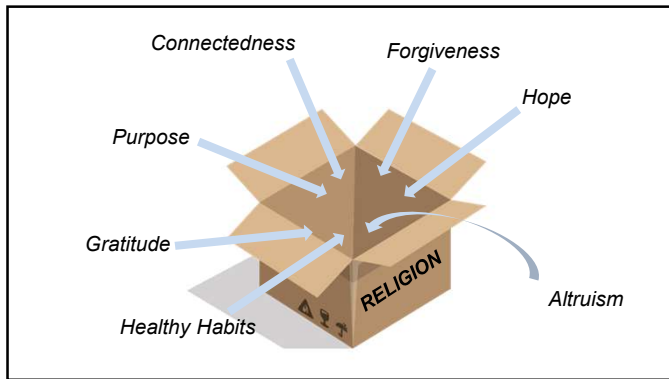 Connectedness
Forgiveness
Hope
Purpose
Gratitude
RELIGION
Altruism
Healthy Habits